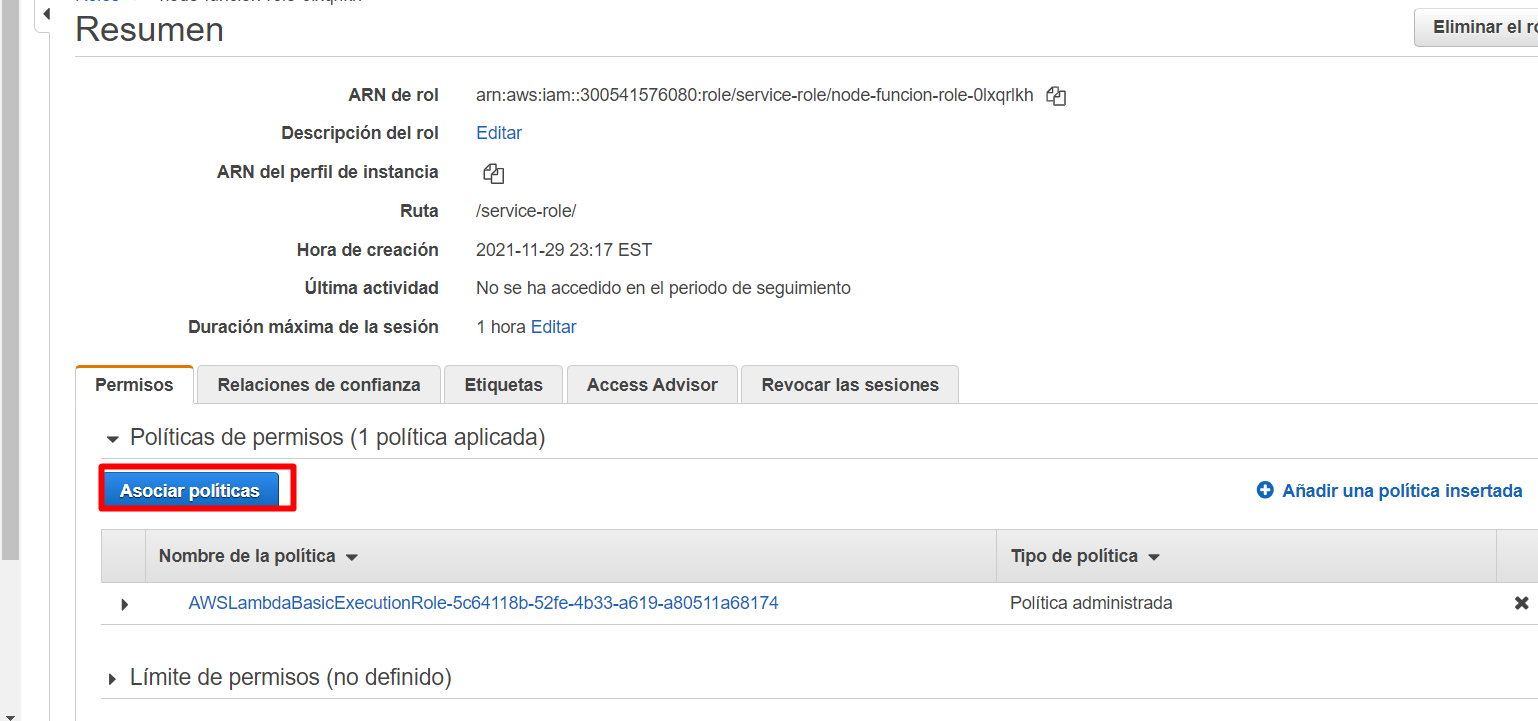 Resumen
Eliminar el
ARN de rol arn:aws:iam::300541576080:role/service-role/node-funcion-role-0lxqrlkh
Descripción del rol Editar
ARN del perfil de instancia
Ruta /service-role/
Hora de creación 2021-11-29 23:17 EST
Última actividad No se ha accedido en el periodo de seguimiento
Duración máxima de la sesión 1 hora Editar
Permisos Relaciones de confianza Etiquetas Access Advisor Revocar las sesiones
Políticas de permisos (1 política aplicada)
Asociar políticas Añadir una política insertada
Nombre de la política Tipo de política
AWSLambdaBasicExecutionRole-5c64118b-52fe-4b33-a619-a80511a68174 Política administrada
Límite de permisos (no definido)